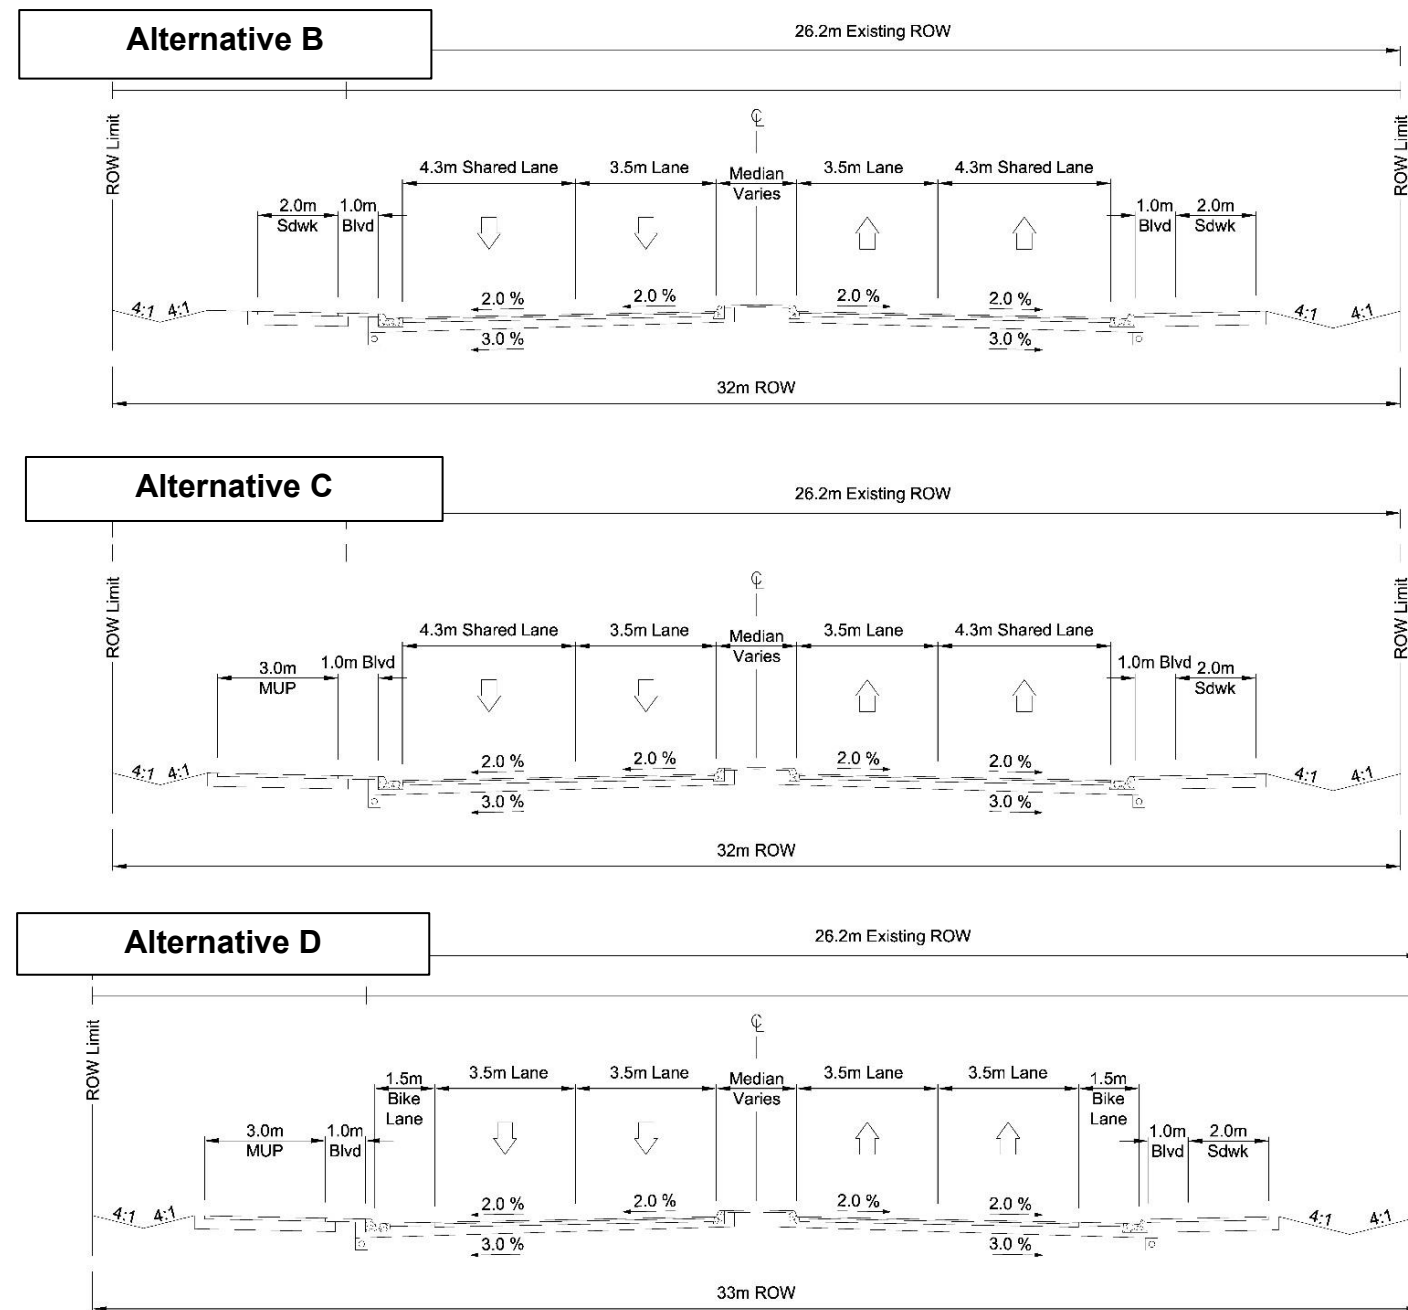 Alternative B
26.2m Existing ROW
ROW Limit
ROW Limit
℄
4.3m Shared Lane
3.5m Lane
Median
Varies
3.5m Lane
4.3m Shared Lane
2.0m
Sdwk
1.0m
Blvd
1.0m
Blvd
2.0m
Sdwk
4:1
4:1
2.0 %
2.0 %
2.0 %
2.0 %
4:1
4:1
3.0 %
3.0 %
32m ROW
Alternative C
26.2m Existing ROW
ROW Limit
ROW Limit
℄
4.3m Shared Lane
3.5m Lane
Median
Varies
3.5m Lane
4.3m Shared Lane
3.0m
MUP
1.0m Blvd
1.0m Blvd
2.0m
Sdwk
4:1
4:1
2.0 %
2.0 %
2.0 %
2.0 %
4:1
4:1
3.0 %
3.0 %
32m ROW
Alternative D
26.2m Existing ROW
ROW Limit
℄
1.5m
Bike
Lane
3.5m Lane
3.5m Lane
Median
Varies
3.5m Lane
3.5m Lane
1.5m
Bike
Lane
3.0m
MUP
1.0m
Blvd
1.0m
Blvd
2.0m
Sdwk
4:1
4:1
2.0 %
2.0 %
2.0 %
2.0 %
4:1
4:1
3.0 %
3.0 %
33m ROW